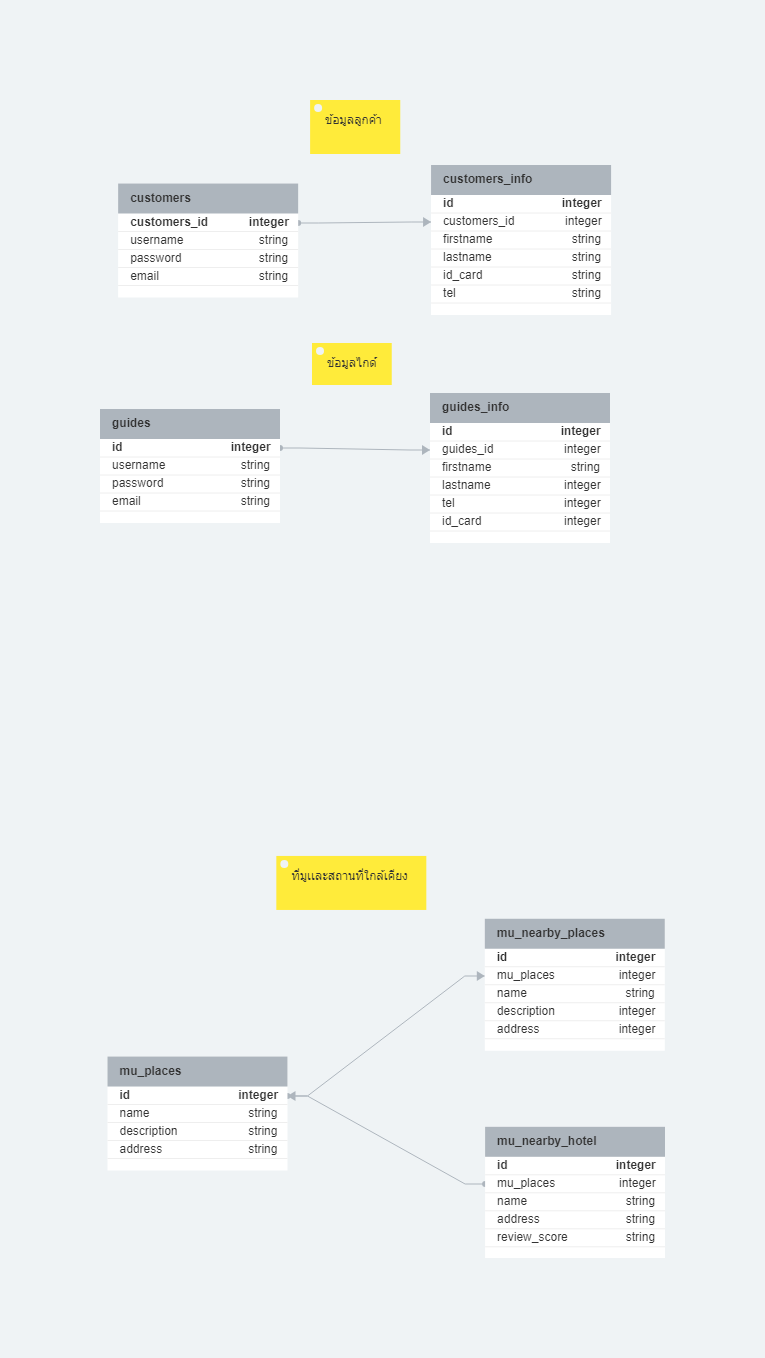 ข้อมูลลูกค้า
customers
customers_id integer
username string
password string
email string
customers_info
id integer
customers_id integer
firstname string
lastname string
id_card string
tel string
ข้อมูลไกด์
guides
id integer
username string
password string
email string
guides_info
id integer
guides_id integer
firstname string
lastname integer
tel integer
id_card integer
ที่มูและสถานที่ใกล้เคียง
mu_nearby_places
id integer
mu_places integer
name string
description integer
address integer
mu_places
id integer
name string
description string
address string
mu_nearby_hotel
id integer
mu_places integer
name string
address string
review_score string